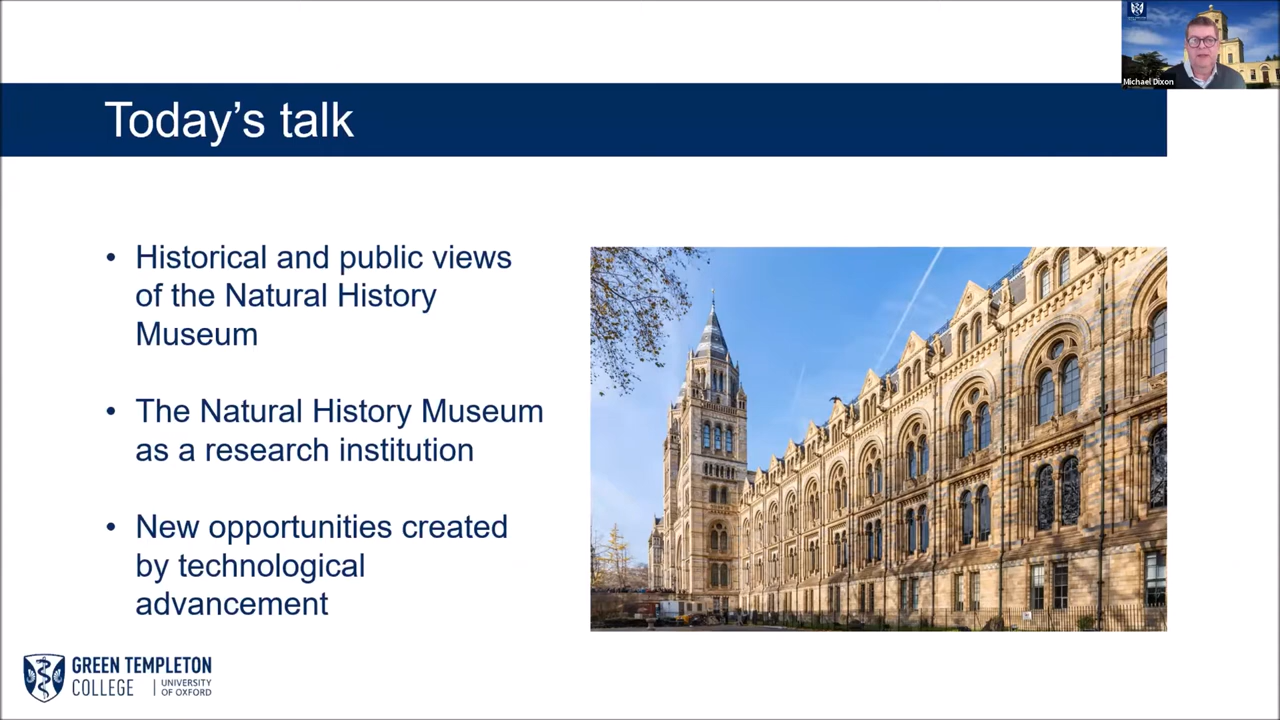 Michael Dixon
Today's talk
• Historical and public views
of the Natural History
Museum
• The Natural History Museum
as a research institution
• New opportunities created
by technological
advancement
GREEN TEMPLETON
COLLEGE | UNIVERSITY
OF OXFORD